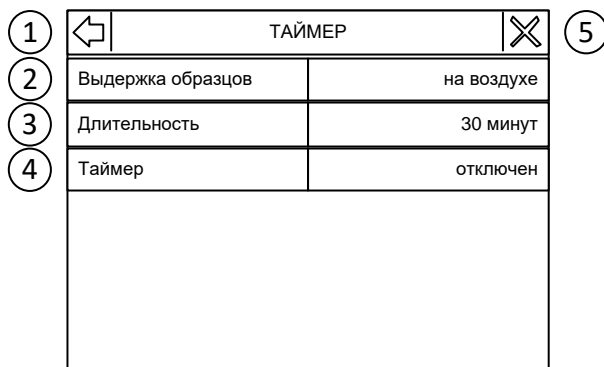 1 ТАЙМЕР 5
2 Выдержка образцов на воздухе
3 Длительность 30 минут
4 Таймер отключен